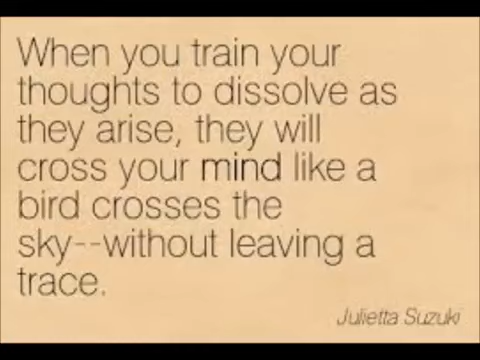 When you train your
thoughts to dissolve as
they arise, they will
cross your mind like a
bird crosses the
sky--without leaving a
trace.
Julietta Suzuki